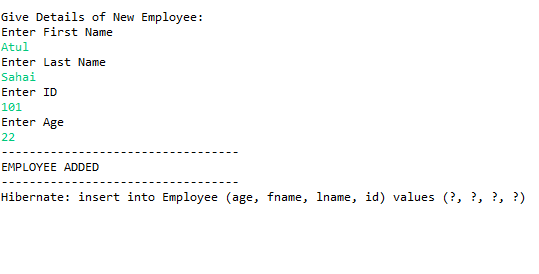 Give Details of New Employee:
Enter First Name
Atul
Enter Last Name
Sahai
Enter ID
101
Enter Age
22
----------------------------------
EMPLOYEE ADDED
----------------------------------
Hibernate: insert into Employee (age, fname, lname, id) values (?, ?, ?, ?)